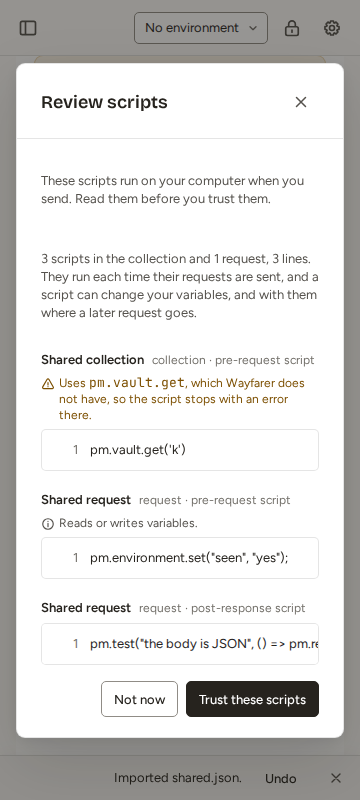 No environment
Review scripts
These scripts run on your computer when you
send. Read them before you trust them.
3 scripts in the collection and 1 request, 3 lines.
They run each time their requests are sent, and a
script can change your variables, and with them
where a later request goes.
Shared collection collection · pre-request script
Uses pm.vault.get, which Wayfarer does
not have, so the script stops with an error
there.
1 pm.vault.get('k')
Shared request request · pre-request script
Reads or writes variables.
1 pm.environment.set("seen", "yes");
Shared request request · post-response script
1 pm.test("the body is JSON", () => pm.re
Not now Trust these scripts
Imported shared.json. Undo